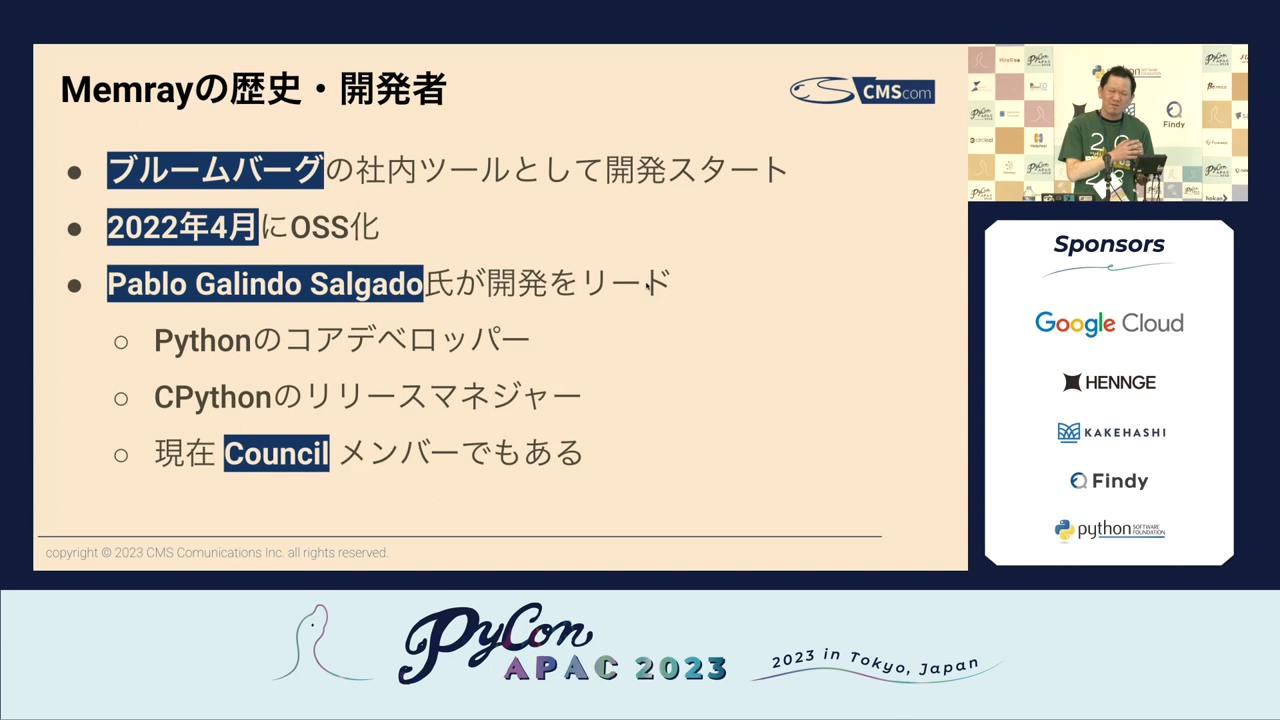 Memrayの歴史・開発者
CMScom
ブルームバーグの社内ツールとして開発スタート
2022年4月にOSS化
Pablo Galindo Salgado氏が開発をリード
Pythonのコアデベロッパー
CPythonのリリースマネジャー
現在 Council メンバーでもある
copyright © 2023 CMS Comunications Inc. all rights reserved.
Findy
Sponsors
Google Cloud
HENNGE
KAKEHASHI
Findy
python SOFTWARE FOUNDATION
PyCon
APAC 2023
2023 in Tokyo, Japan